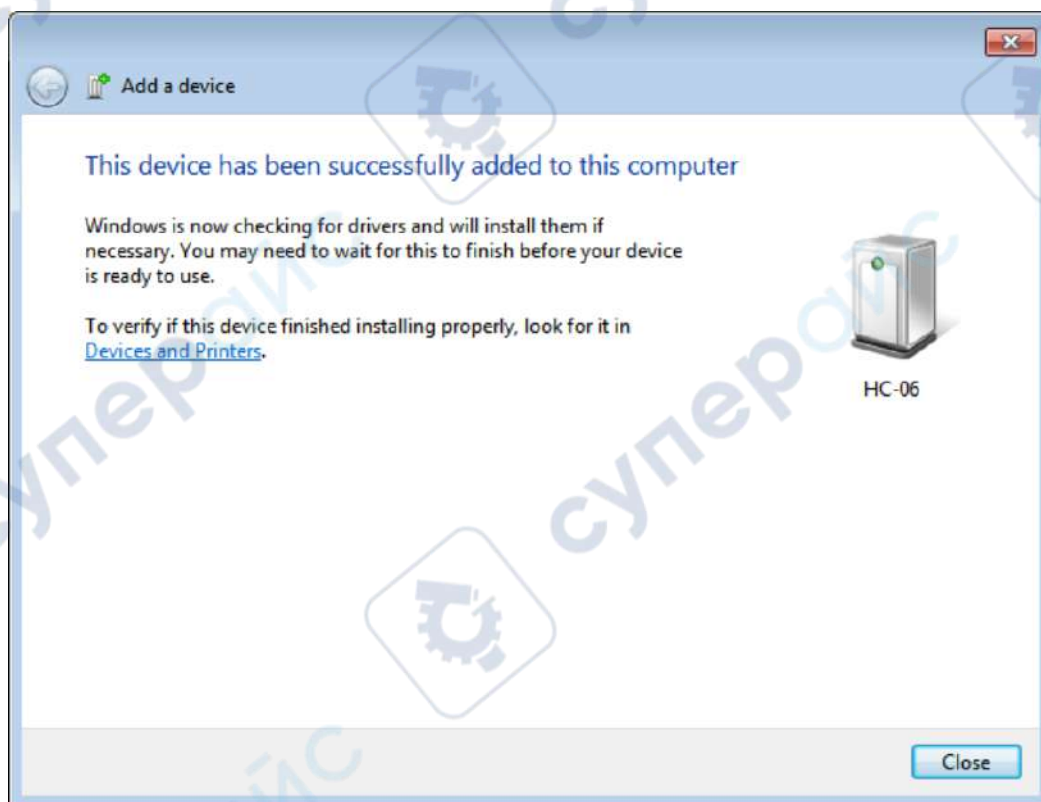 Add a device
This device has been successfully added to this computer
Windows is now checking for drivers and will install them if
necessary. You may need to wait for this to finish before your device
is ready to use.
To verify if this device finished installing properly, look for it in
Devices and Printers.
HC-06
Close
суперайс
суперайс